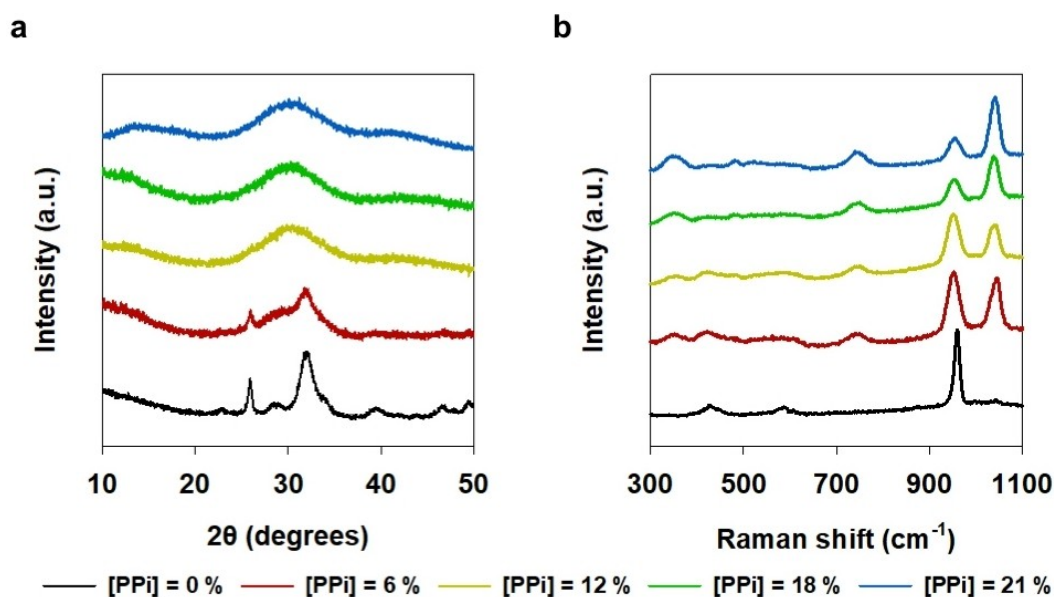 a
b
Intensity (a.u.)
10 20 30 40 50
2θ (degrees)
Intensity (a.u.)
300 500 700 900 1100
Raman shift (cm⁻¹)
[PPi] = 0 % [PPi] = 6 % [PPi] = 12 % [PPi] = 18 % [PPi] = 21 %